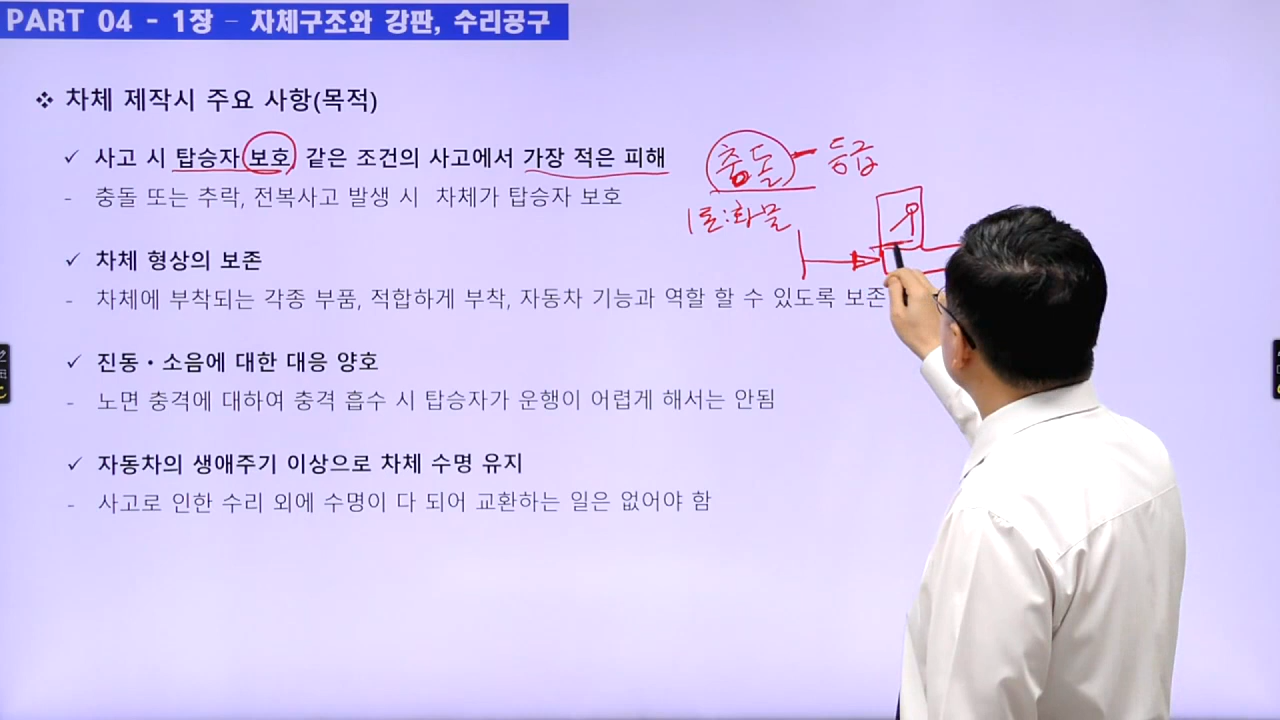 PART 04 - 1장 – 차체구조와 강판, 수리공구
❖ 차체 제작시 주요 사항(목적)
✓ 사고 시 탑승자 보호 같은 조건의 사고에서 가장 적은 피해
- 충돌 또는 추락, 전복사고 발생 시 차체가 탑승자 보호
충돌 - 등급
1톤:화물
✓ 차체 형상의 보존
- 차체에 부착되는 각종 부품, 적합하게 부착, 자동차 기능과 역할 할 수 있도록 보존
✓ 진동・소음에 대한 대응 양호
- 노면 충격에 대하여 충격 흡수 시 탑승자가 운행이 어렵게 해서는 안됨
✓ 자동차의 생애주기 이상으로 차체 수명 유지
- 사고로 인한 수리 외에 수명이 다 되어 교환하는 일은 없어야 함